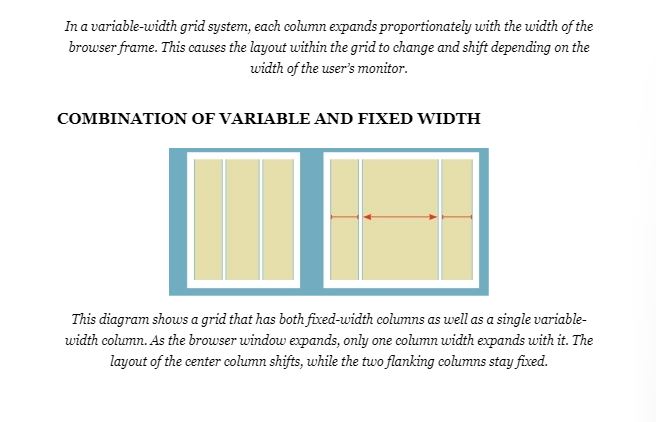 In a variable-width grid system, each column expands proportionately with the width of the
browser frame. This causes the layout within the grid to change and shift depending on the
width of the user's monitor.
COMBINATION OF VARIABLE AND FIXED WIDTH
This diagram shows a grid that has both fixed-width columns as well as a single variable-
width column. As the browser window expands, only one column width expands with it. The
layout of the center column shifts, while the two flanking columns stay fixed.